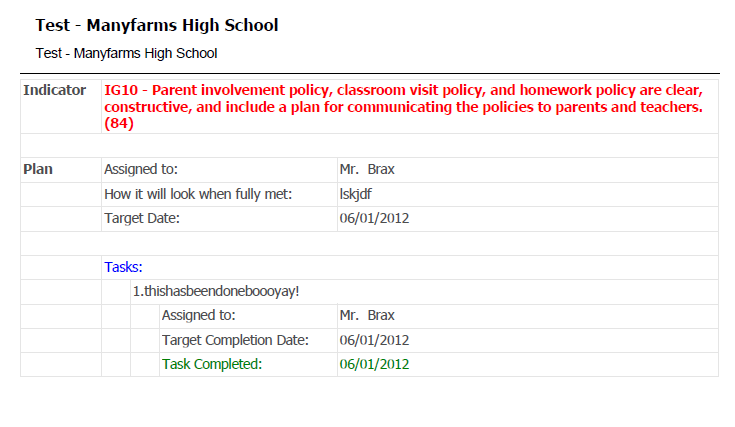 Test - Manyfarms High School
Test - Manyfarms High School
Indicator IG10 - Parent involvement policy, classroom visit policy, and homework policy are clear,
constructive, and include a plan for communicating the policies to parents and teachers.
(84)
Plan Assigned to: Mr. Brax
How it will look when fully met: lskjdf
Target Date: 06/01/2012
Tasks:
1.thishasbeendoneboooyay!
Assigned to: Mr. Brax
Target Completion Date: 06/01/2012
Task Completed: 06/01/2012